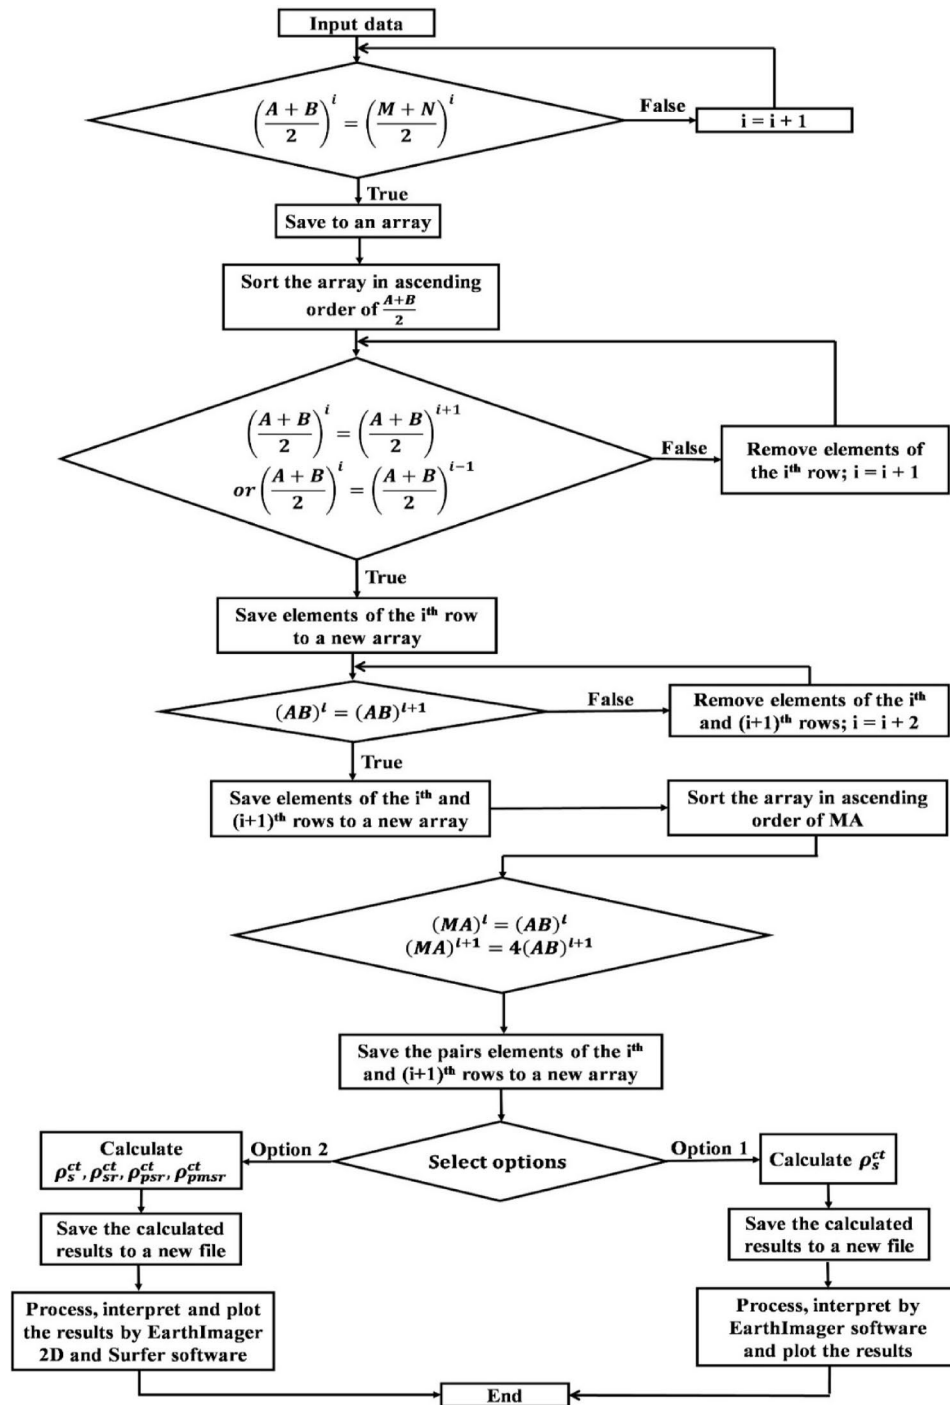 Input data
(A + B / 2)^i = (M + N / 2)^i
False
i = i + 1
True
Save to an array
Sort the array in ascending
order of A+B / 2
(A + B / 2)^i = (A + B / 2)^i+1
or (A + B / 2)^i = (A + B / 2)^i−1
False
Remove elements of
the i^th row; i = i + 1
True
Save elements of the i^th row
to a new array
(AB)^i = (AB)^i+1
False
Remove elements of the i^th
and (i+1)^th rows; i = i + 2
True
Save elements of the i^th and
(i+1)^th rows to a new array
Sort the array in ascending
order of MA
(MA)^i = (AB)^i
(MA)^i+1 = 4(AB)^i+1
Save the pairs elements of the i^th
and (i+1)^th rows to a new array
Select options
Option 2
Calculate
ρ_s^ct, ρ_sr^ct, ρ_psr^ct, ρ_pmsr^ct
Save the calculated
results to a new file
Process, interpret and plot
the results by EarthImager
2D and Surfer software
Option 1
Calculate ρ_s^ct
Save the calculated
results to a new file
Process, interpret by
EarthImager software
and plot the results
End